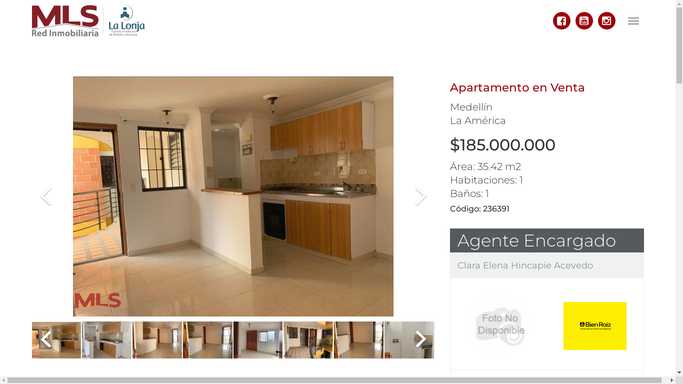 MLS
Red Inmobiliaria
La Lonja
Apartamento en Venta
Medellín
La América
$185.000.000
Área: 35.42 m2
Habitaciones: 1
Baños: 1
Código: 236391
MLS
Agente Encargado
Clara Elena Hincapie Acevedo
Foto No
Disponible
Bien Raiz